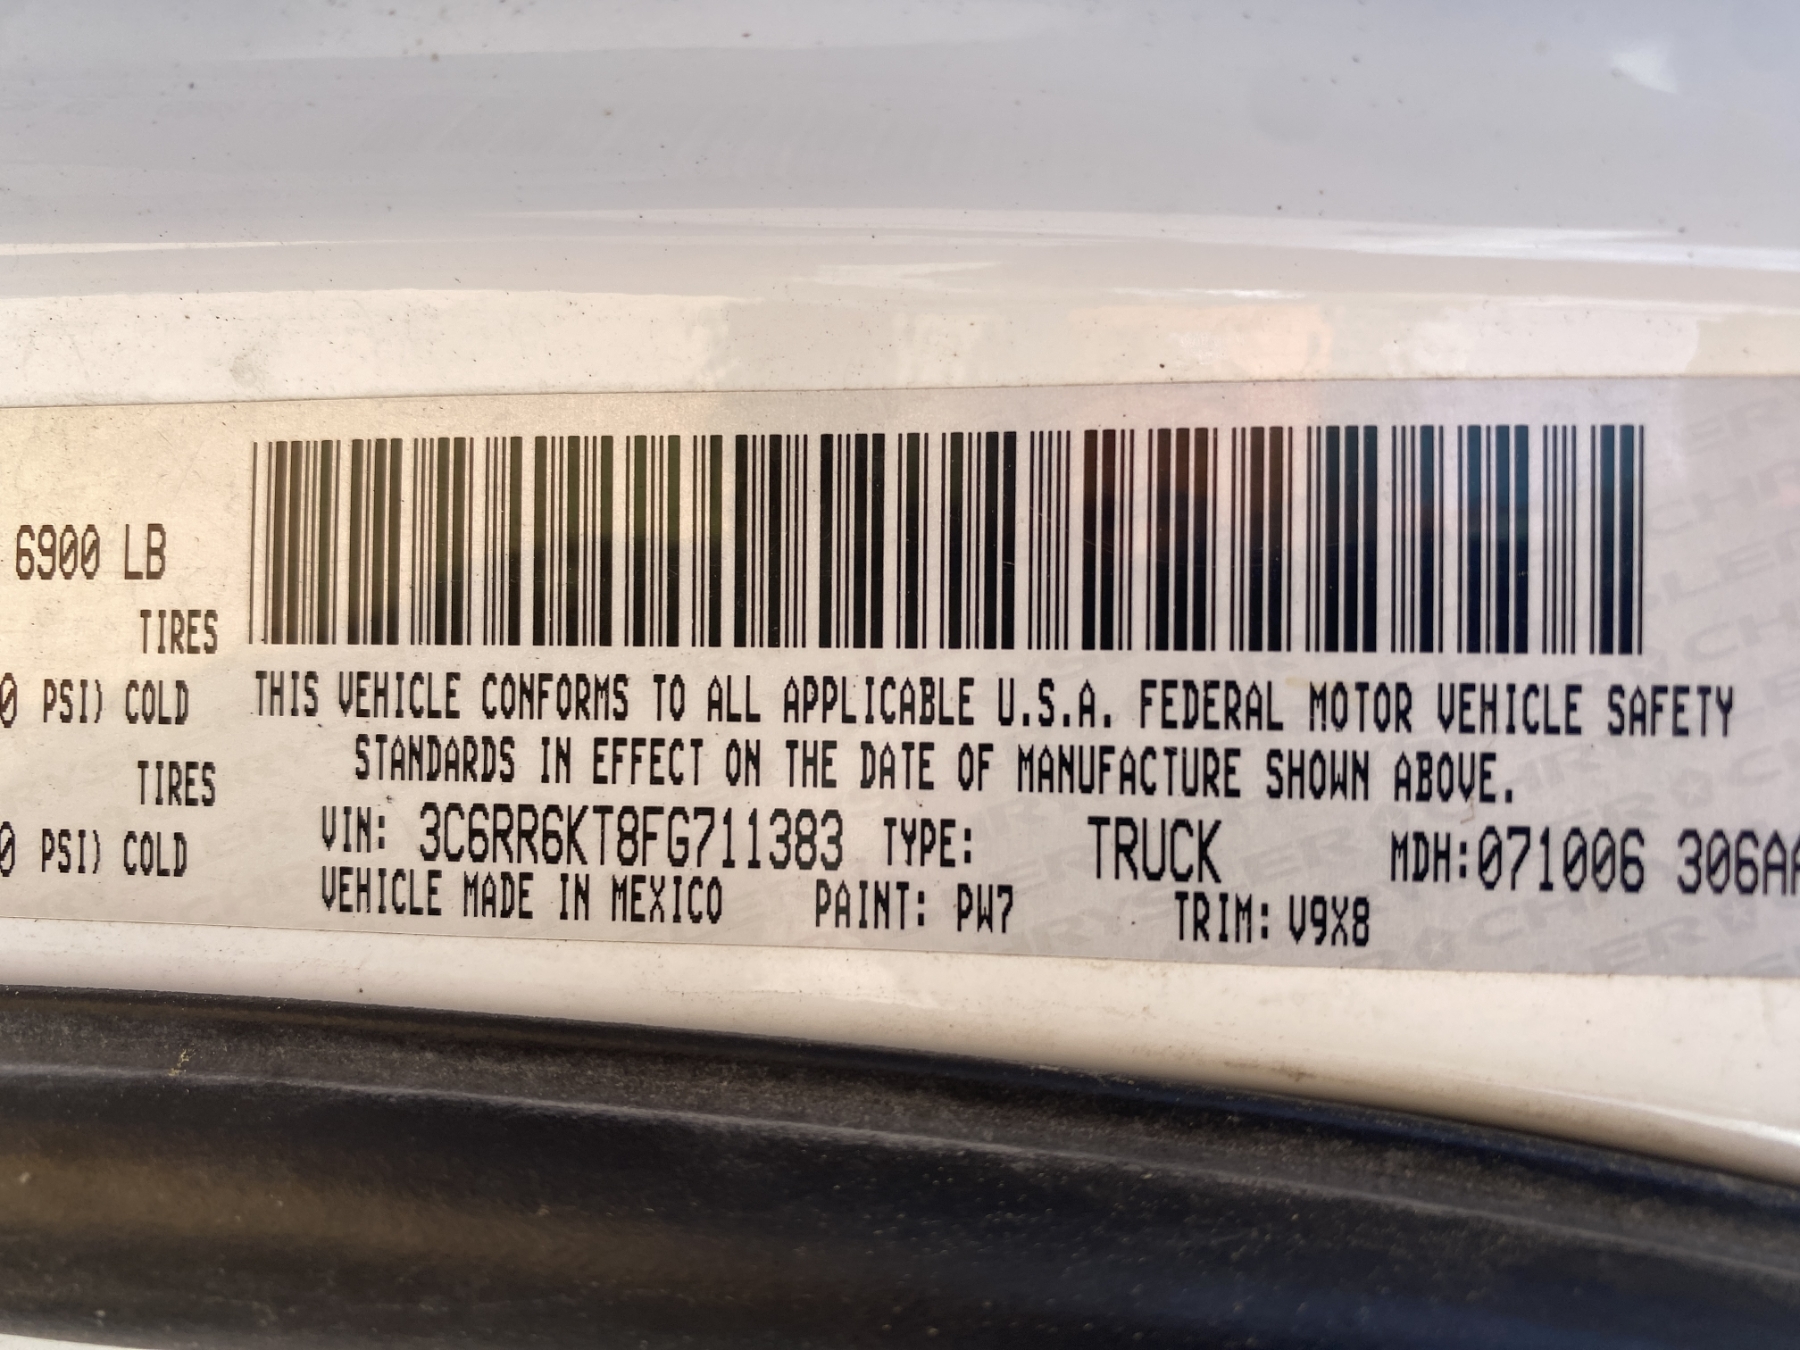 6900 LB
TIRES
0 PSI) COLD
TIRES
0 PSI) COLD
THIS VEHICLE CONFORMS TO ALL APPLICABLE U.S.A. FEDERAL MOTOR VEHICLE SAFETY
STANDARDS IN EFFECT ON THE DATE OF MANUFACTURE SHOWN ABOVE.
VIN: 3C6RR6KT8FG711383 TYPE: TRUCK MDH:071006 306AA
VEHICLE MADE IN MEXICO PAINT: PW7 TRIM: V9X8